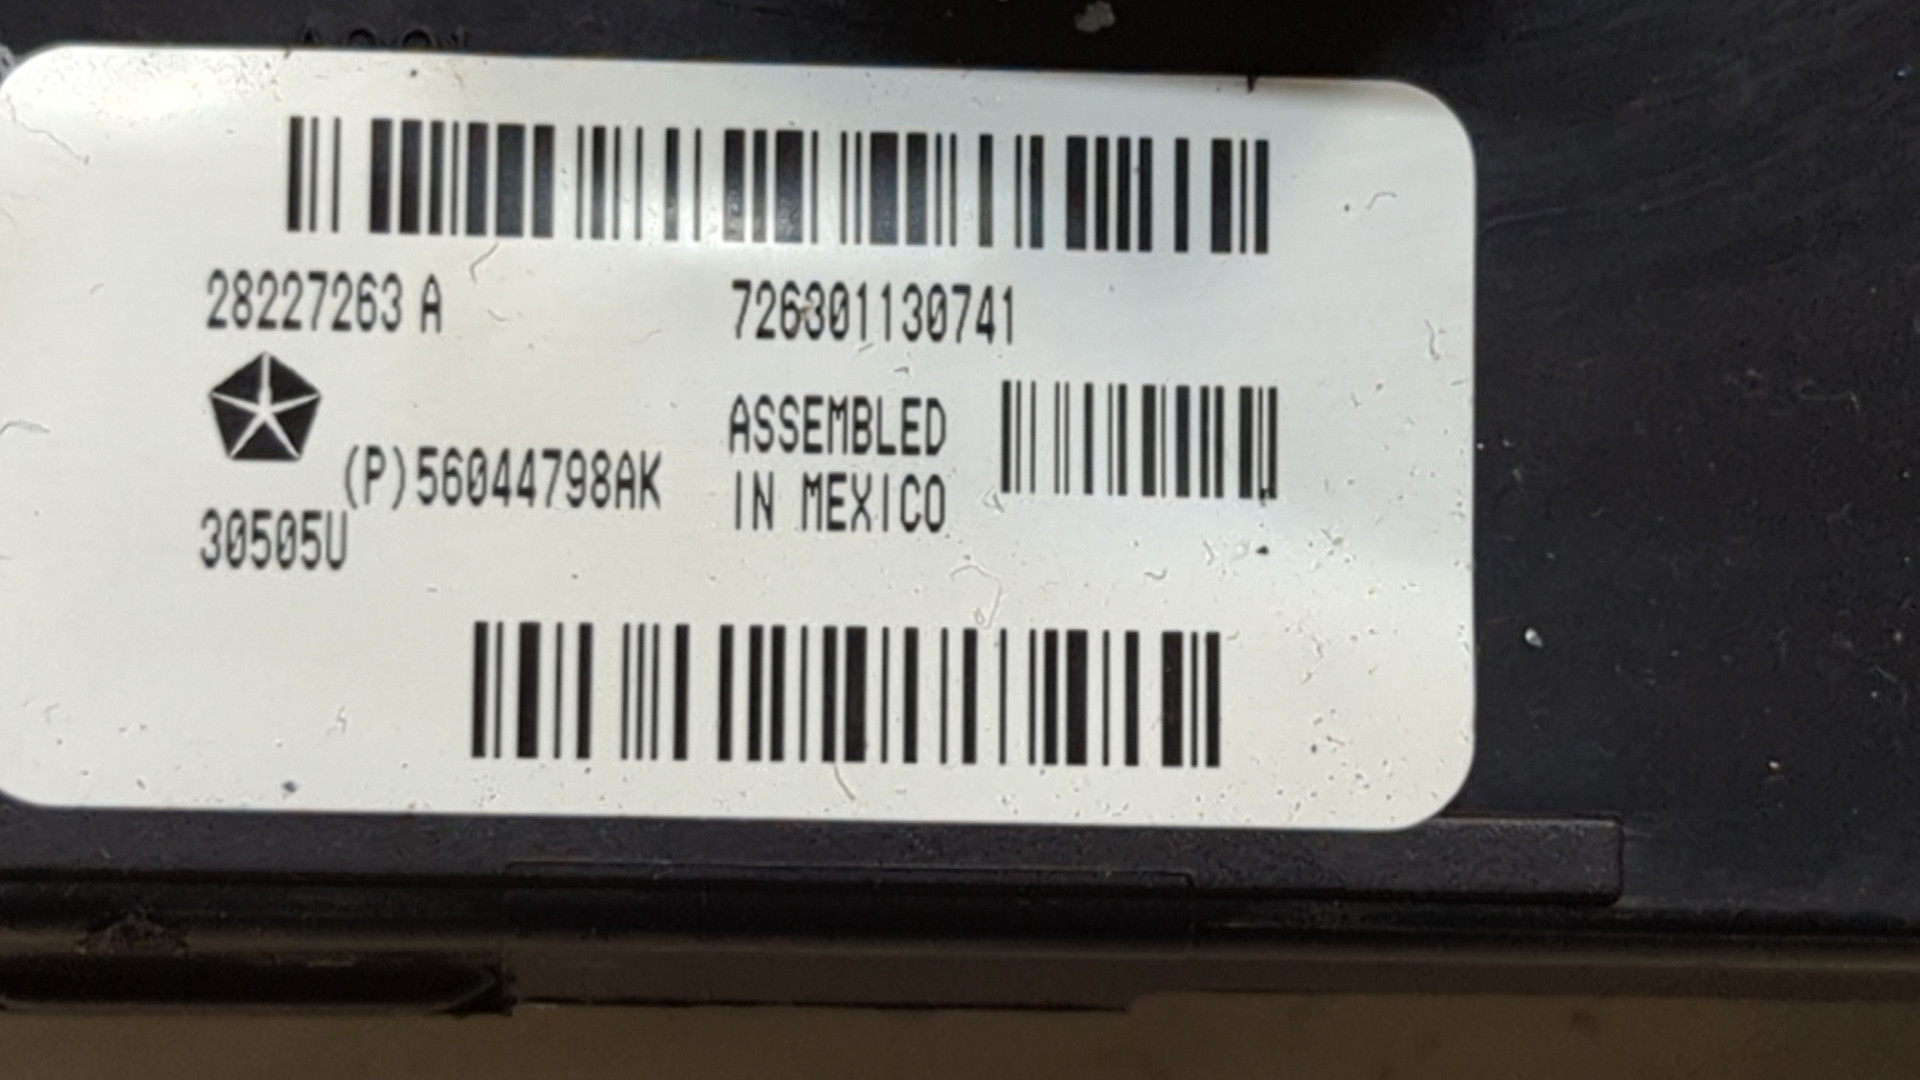 28227263 A 726301130741
ASSEMBLED
(P)56044798AK
IN MEXICO
30505U